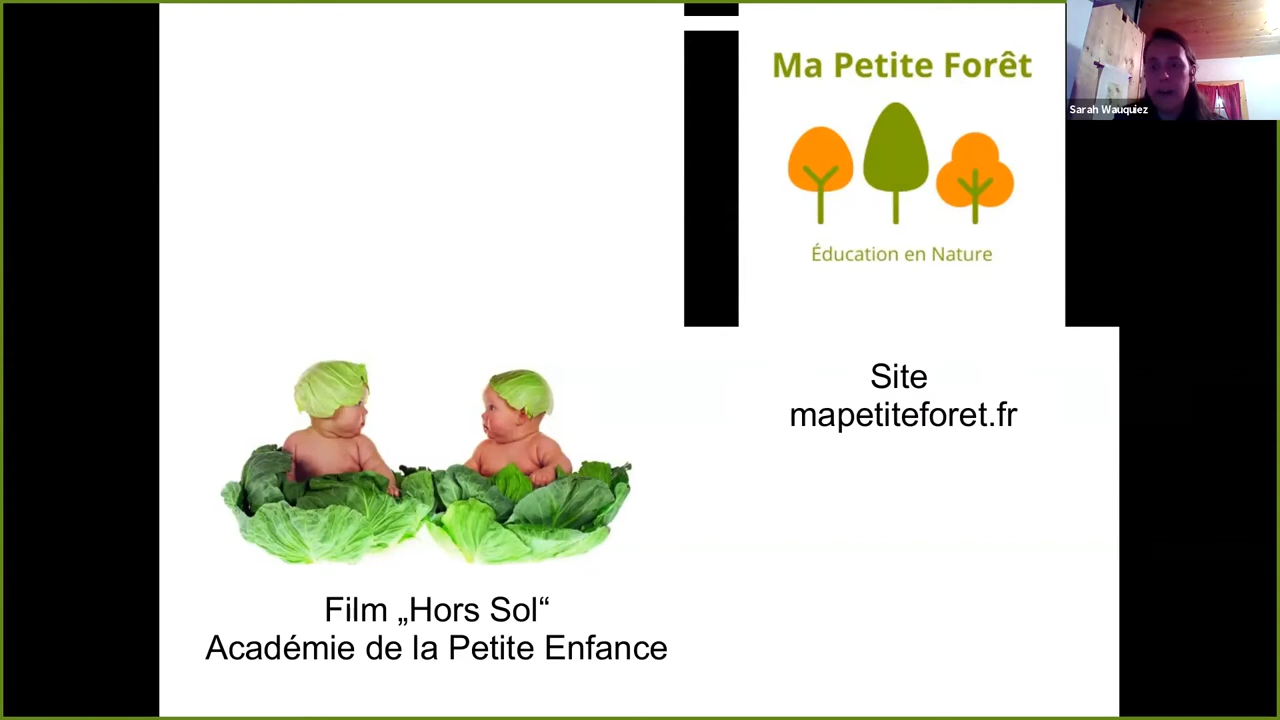 Ma Petite Forêt
Éducation en Nature
Sarah Wauquiez
Site
mapetiteforet.fr
Film „Hors Sol“
Académie de la Petite Enfance